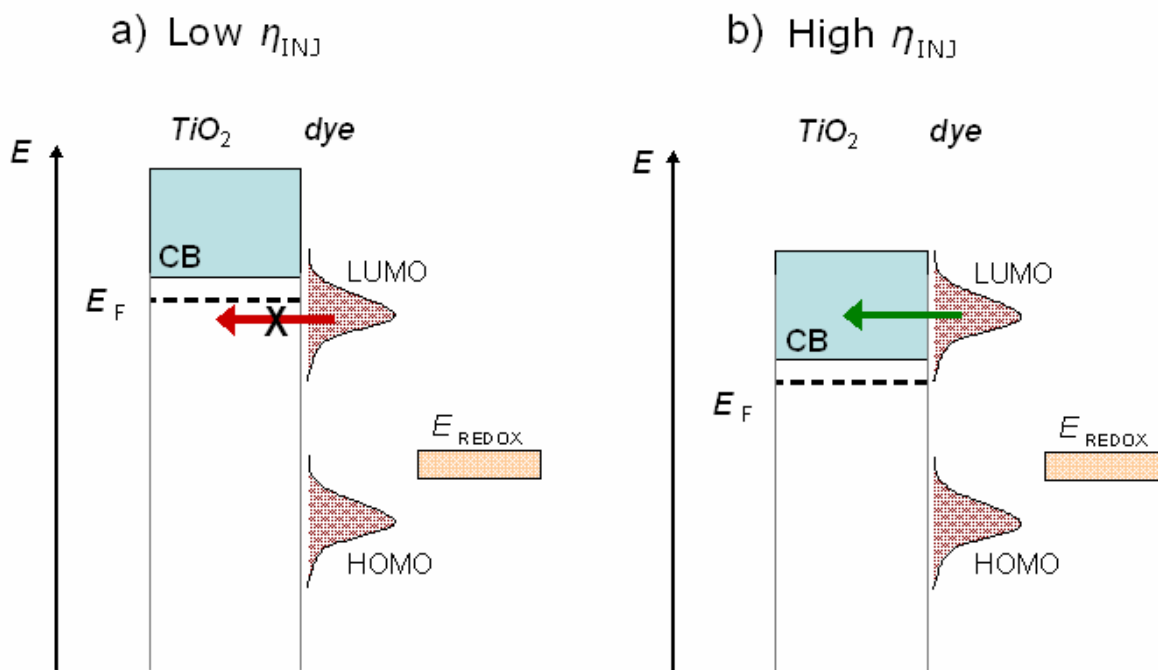 a) Low ηINJ
b) High ηINJ
TiO2 dye
TiO2 dye
E
E
CB
LUMO
EF
X
LUMO
CB
EF
EREDOX
EREDOX
HOMO
HOMO